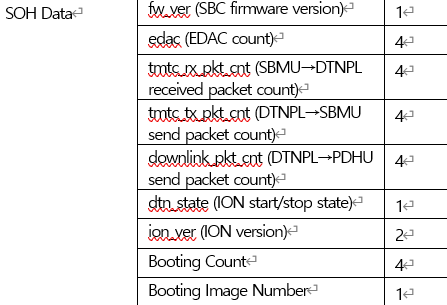 SOH Data
fw_ver (SBC firmware version) 1
edac (EDAC count) 4
tmtc_rx_pkt_cnt (SBMU→DTNPL 4
received packet count)
tmtc_tx_pkt_cnt (DTNPL→SBMU 4
send packet count)
downlink_pkt_cnt (DTNPL→PDHU 4
send packet count)
dtn_state (ION start/stop state) 1
ion_ver (ION version) 2
Booting Count 4
Booting Image Number 1